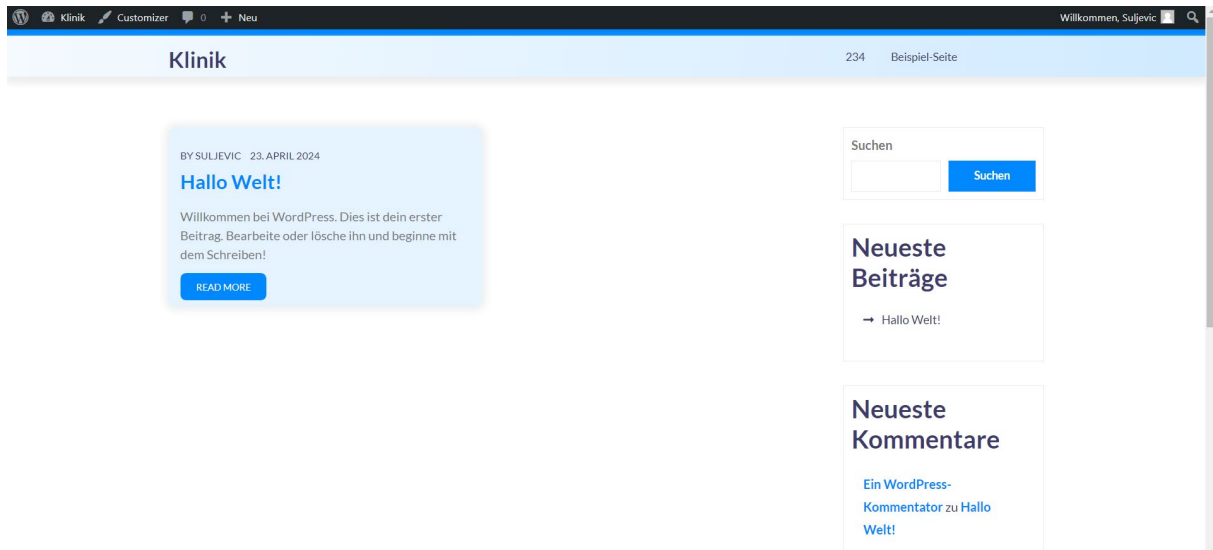 Klinik Customizer 0 Neu Willkommen, Suljevic
Klinik 234 Beispiel-Seite
BY SULJEVIC 23. APRIL 2024
Hallo Welt!
Willkommen bei WordPress. Dies ist dein erster
Beitrag. Bearbeite oder lösche ihn und beginne mit
dem Schreiben!
READ MORE
Suchen
Suchen
Neueste
Beiträge
→ Hallo Welt!
Neueste
Kommentare
Ein WordPress-
Kommentator zu Hallo
Welt!